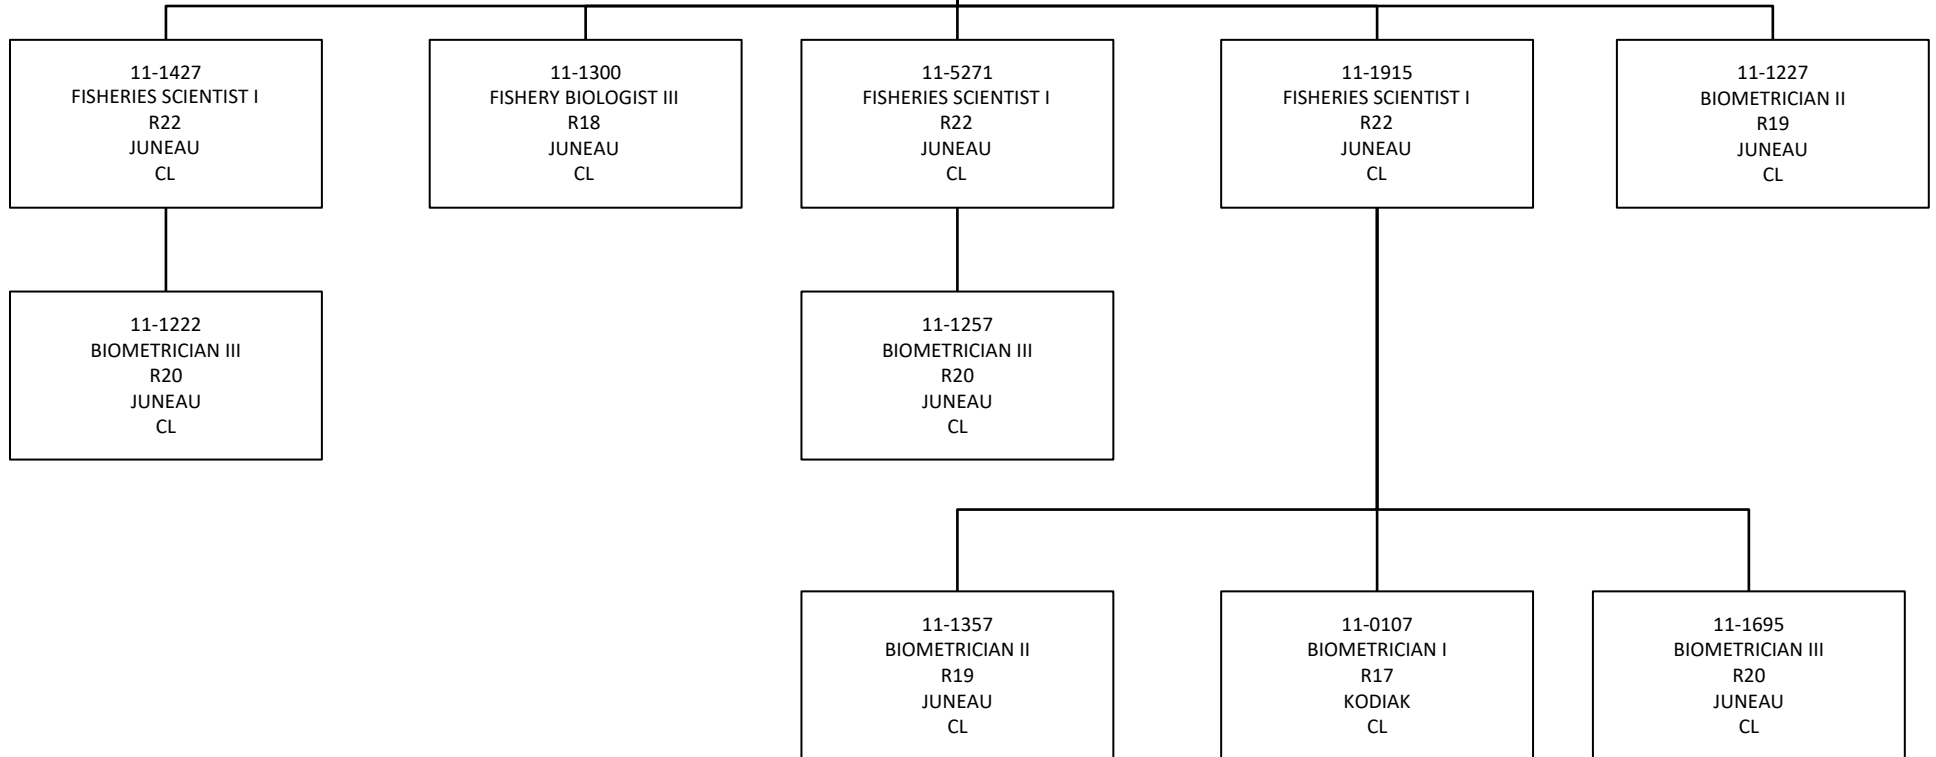 11-1427
FISHERIES SCIENTIST I
R22
JUNEAU
CL
11-1300
FISHERY BIOLOGIST III
R18
JUNEAU
CL
11-5271
FISHERIES SCIENTIST I
R22
JUNEAU
CL
11-1915
FISHERIES SCIENTIST I
R22
JUNEAU
CL
11-1227
BIOMETRICIAN II
R19
JUNEAU
CL
11-1222
BIOMETRICIAN III
R20
JUNEAU
CL
11-1257
BIOMETRICIAN III
R20
JUNEAU
CL
11-1357
BIOMETRICIAN II
R19
JUNEAU
CL
11-0107
BIOMETRICIAN I
R17
KODIAK
CL
11-1695
BIOMETRICIAN III
R20
JUNEAU
CL